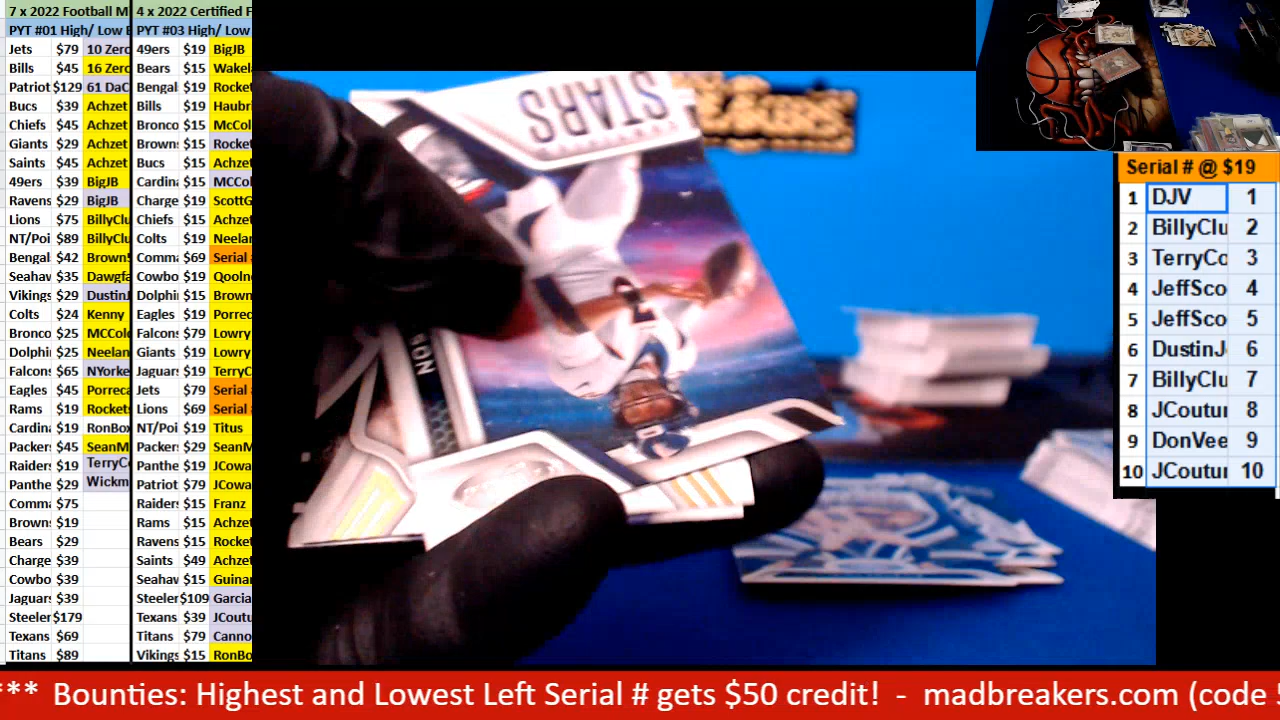 7 x 2022 Football M
PYT #01 High/ Low B
Jets $79 10 Zero
Bills $45 16 Zero
Patriot $129 61 DaC
Bucs $39 Achzet
Chiefs $45 Achzet
Giants $29 Achzet
Saints $45 Achzet
49ers $39 BigJB
Ravens $29 BigJB
Lions $75 BillyClu
NT/Poi $89 BillyClu
Bengal $42 Brown
Seahaw $35 Dawgfa
Vikings $29 DustinJ
Colts $24 Kenny
Bronco $25 MCCole
Dolphi $25 Neelan
Falcons $65 NYorke
Eagles $45 Porreca
Rams $19 Rockets
Cardina $19 RonBox
Packers $45 SeanM
Raiders $19 TerryCo
Panthe $29 Wickm
Comma $75
Browns $19
Bears $29
Charge $39
Cowbo $39
Jaguars $39
Steeler $179
Texans $69
Titans $89
4 x 2022 Certified F
PYT #03 High/ Low
49ers $19 BigJB
Bears $15 Wakel
Bengal $19 Rocket
Bills $19 Haubri
Bronco $15 McCol
Brown $15 Rocket
Bucs $15 Achzet
Cardina $15 MCCol
Charge $19 ScottG
Chiefs $19 Achzet
Colts $19 Neelan
Comma $69 Serial
Cowbo $19 Qooln
Dolphi $15 Brown
Eagles $19 Porrec
Falcons $79 Lowry
Giants $19 Lowry
Jaguars $19 TerryC
Jets $79 Serial
Lions $69 Serial
NT/Poi $19 Titus
Packers $29 SeanM
Panthe $19 JCowa
Patriot $79 JCowa
Raiders $15 Franz
Rams $15 Achzet
Ravens $15 Rocket
Saints $49 Achzet
Seahaw $15 Guinar
Steeler $109 Garcia
Texans $39 JCoutu
Titans $79 Canno
Vikings $15 RonBo
STARS
Serial # @ $19
1 DJV 1
2 BillyClu 2
3 TerryCo 3
4 JeffSco 4
5 JeffSco 5
6 DustinJ 6
7 BillyClu 7
8 JCoutur 8
9 DonVee 9
10 JCoutur 10
** Bounties: Highest and Lowest Left Serial # gets $50 credit! - madbreakers.com (code